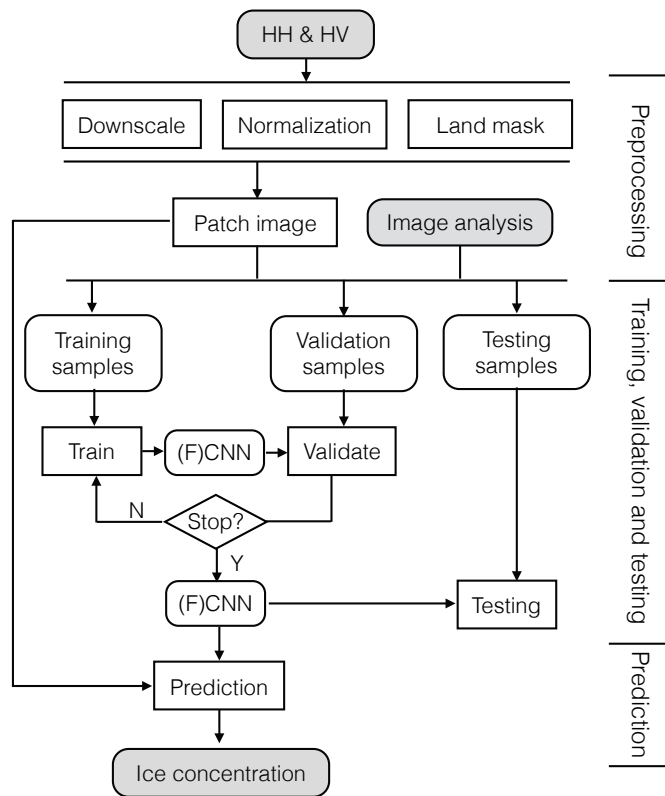 HH & HV
Downscale
Normalization
Land mask
Preprocessing
Patch image
Image analysis
Training
samples
Validation
samples
Testing
samples
Training, validation and testing
Train
(F)CNN
Validate
N
Stop?
Y
(F)CNN
Testing
Prediction
Prediction
Ice concentration